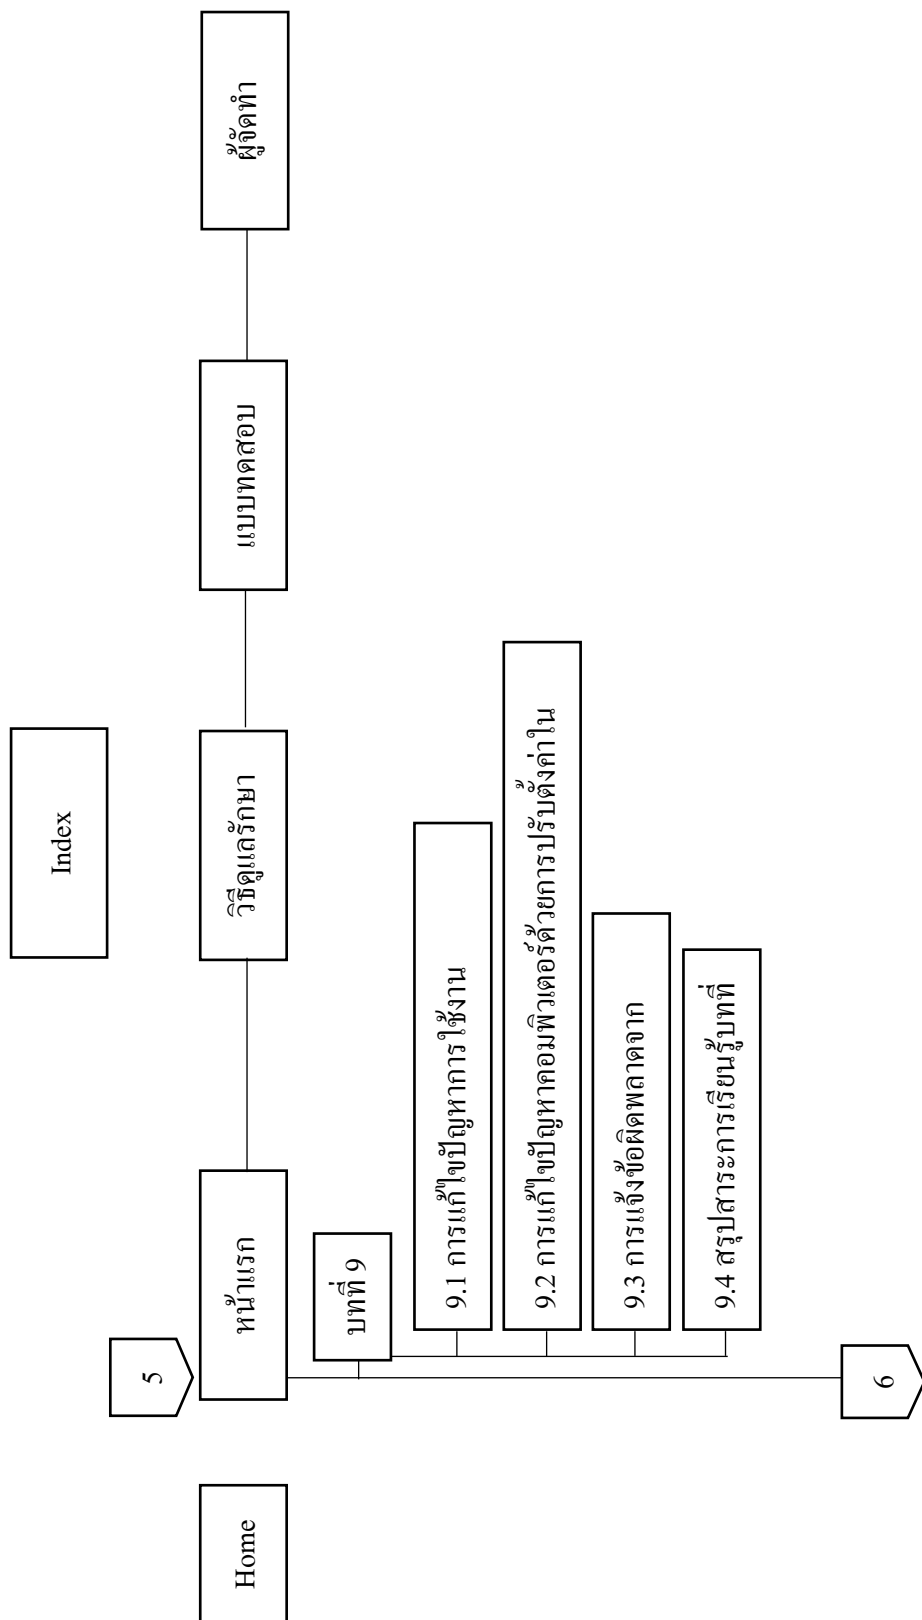 Index
5
Home
หน้าแรก
วิธีดูแลรักษา
แบบทดสอบ
ผู้จัดทำ
บทที่ 9
9.1 การแก้ไขปัญหาการใช้งาน
9.2 การแก้ไขปัญหาคอมพิวเตอร์ด้วยการปรับตั้งค่าใน
9.3 การแจ้งข้อผิดพลาดจาก
9.4 สรุปสาระการเรียนรู้บทที่
6